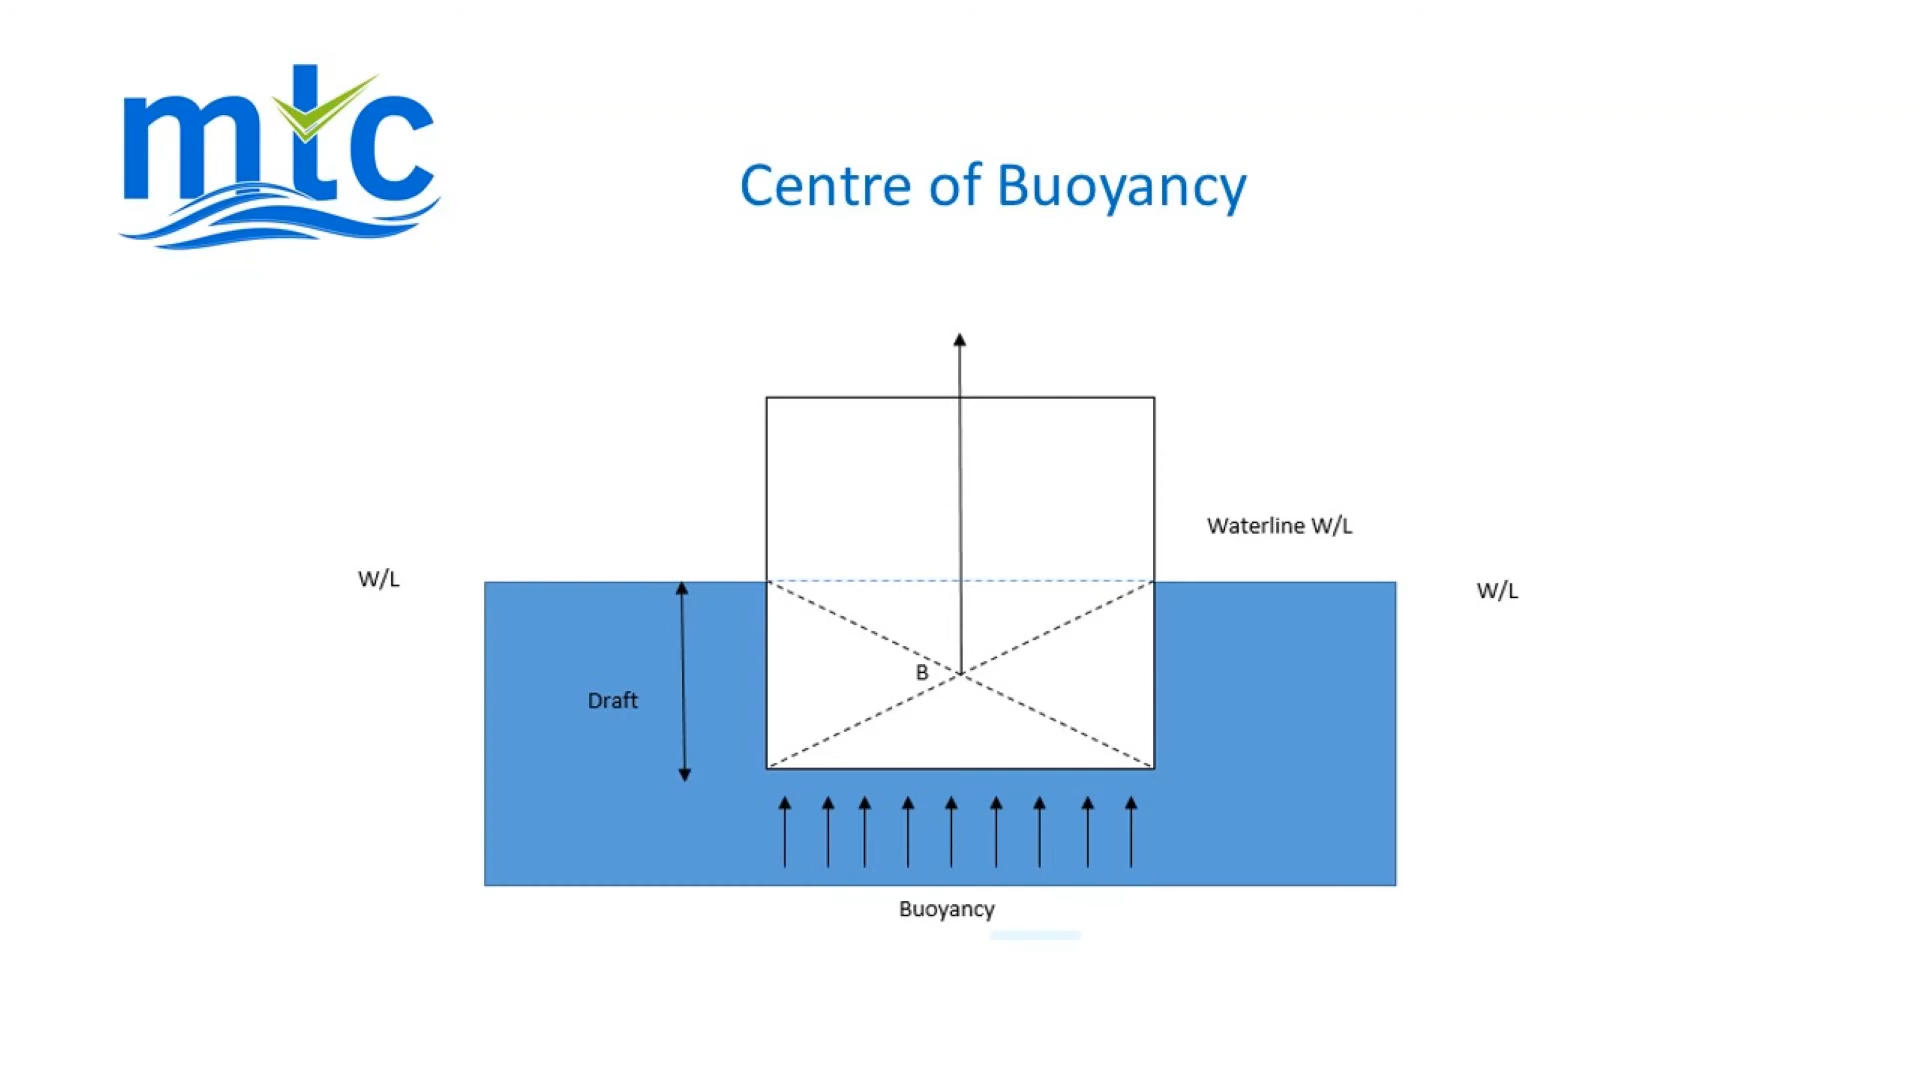 mtc
Centre of Buoyancy
Waterline W/L
W/L
W/L
B
Draft
Buoyancy